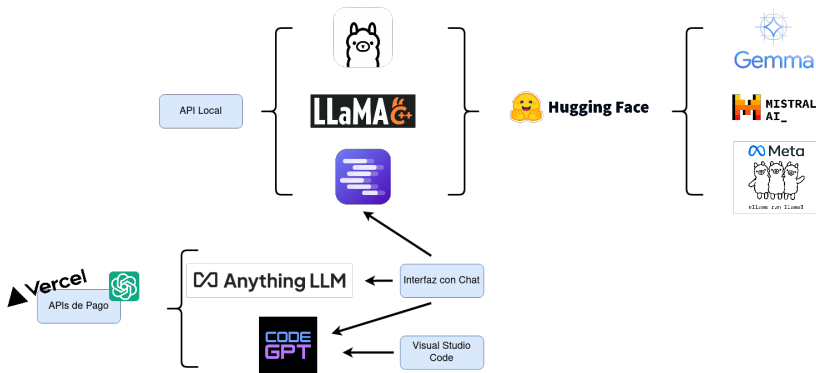 Gemma
API Local
LLaMA C++
Hugging Face
MISTRAL
AI_
Meta
ollama run llama3
Vercel
APIs de Pago
Anything LLM
Interfaz con Chat
CODE
GPT
Visual Studio
Code